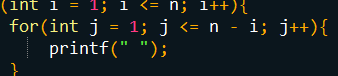 (int i = 1; i <= n; i++){
for(int j = 1; j <= n - i; j++){
printf(" ");
}